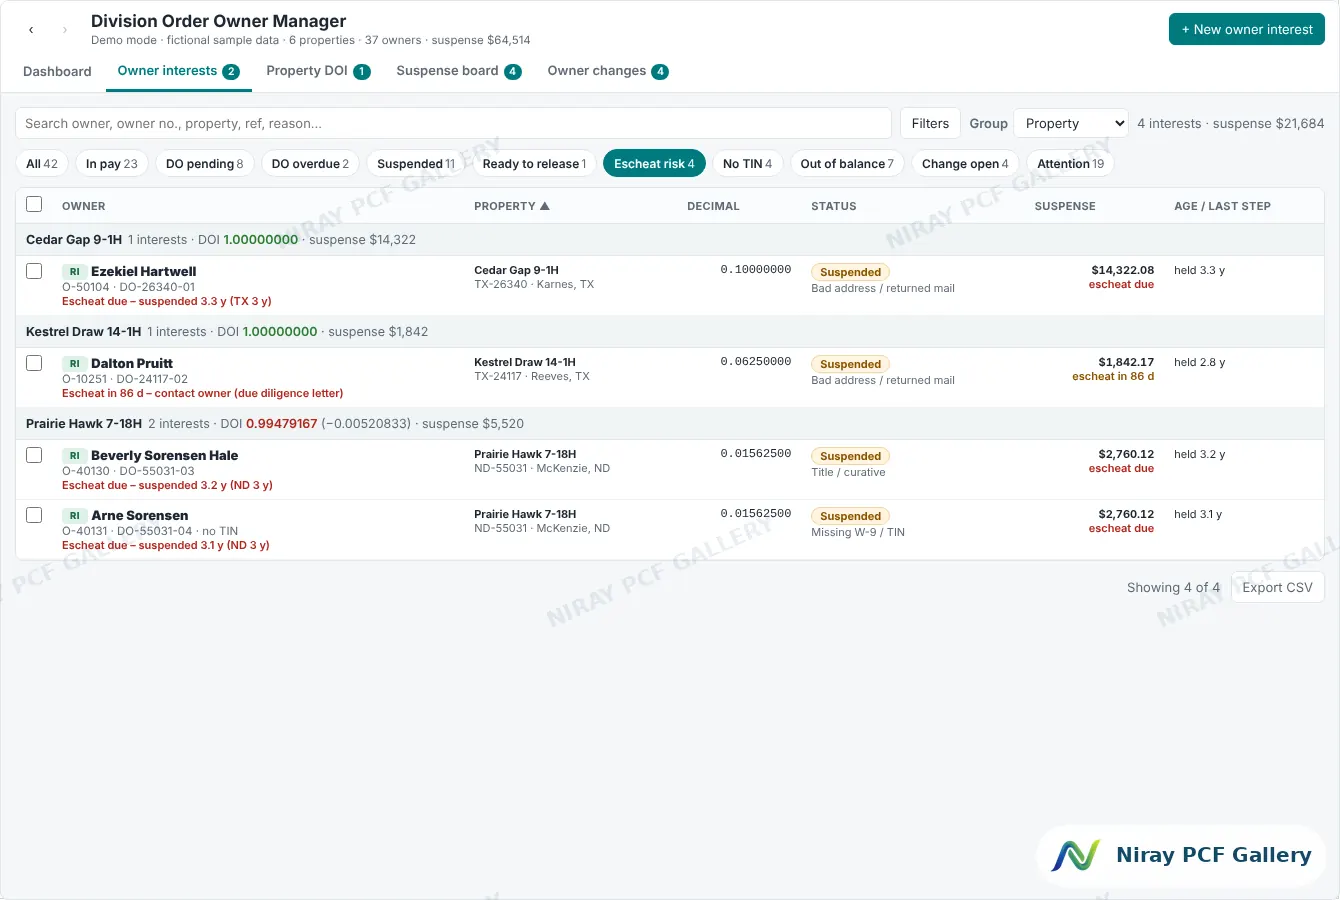 ‹ ›
Division Order Owner Manager
Demo mode · fictional sample data · 6 properties · 37 owners · suspense $64,514
+ New owner interest
Dashboard Owner interests 2 Property DOI 1 Suspense board 4 Owner changes 4
Search owner, owner no., property, ref, reason... Filters Group Property 4 interests · suspense $21,684
All 42 In pay 23 DO pending 8 DO overdue 2 Suspended 11 Ready to release 1 Escheat risk 4 No TIN 4 Out of balance 7 Change open 4 Attention 19
OWNER PROPERTY ▲ DECIMAL STATUS SUSPENSE AGE / LAST STEP
Cedar Gap 9-1H 1 interests · DOI 1.00000000 · suspense $14,322
RI Ezekiel Hartwell Cedar Gap 9-1H 0.10000000 Suspended $14,322.08 held 3.3 y
O-50104 · DO-26340-01 TX-26340 · Karnes, TX Bad address / returned mail escheat due
Escheat due – suspended 3.3 y (TX 3 y)
Kestrel Draw 14-1H 1 interests · DOI 1.00000000 · suspense $1,842
RI Dalton Pruitt Kestrel Draw 14-1H 0.06250000 Suspended $1,842.17 held 2.8 y
O-10251 · DO-24117-02 TX-24117 · Reeves, TX Bad address / returned mail escheat in 86 d
Escheat in 86 d – contact owner (due diligence letter)
Prairie Hawk 7-18H 2 interests · DOI 0.99479167 (−0.00520833) · suspense $5,520
RI Beverly Sorensen Hale Prairie Hawk 7-18H 0.01562500 Suspended $2,760.12 held 3.2 y
O-40130 · DO-55031-03 ND-55031 · McKenzie, ND Title / curative escheat due
Escheat due – suspended 3.2 y (ND 3 y)
RI Arne Sorensen Prairie Hawk 7-18H 0.01562500 Suspended $2,760.12 held 3.1 y
O-40131 · DO-55031-04 · no TIN ND-55031 · McKenzie, ND Missing W-9 / TIN escheat due
Escheat due – suspended 3.1 y (ND 3 y)
Showing 4 of 4 Export CSV
NIRAY PCF GALLERY
NIRAY PCF GALLERY
PCF GALLERY
NIRAY PCF GALLERY
NIRAY PCF GALLERY
Niray PCF Gallery